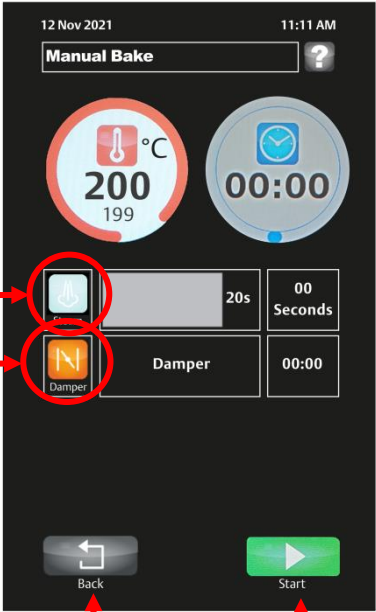 12 Nov 2021
11:11 AM
Manual Bake
?
°C
200
199
00:00
20s
00
Seconds
Damper
Damper
00:00
Back
Start